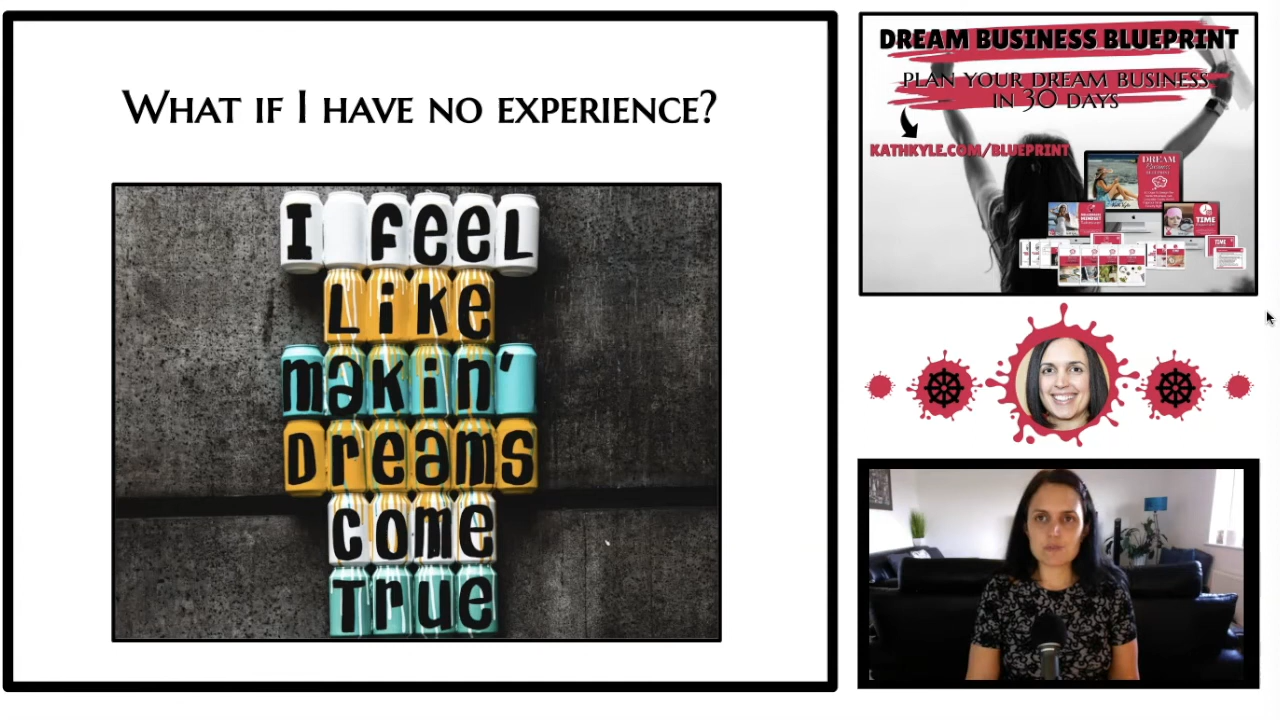 What if I have no experience?
I feel
Like
makin'
Dreams
come
True
DREAM BUSINESS BLUEPRINT
PLAN YOUR DREAM BUSINESS
IN 30 DAYS
KATHKYLE.COM/BLUEPRINT
DREAM
TIME
TIME